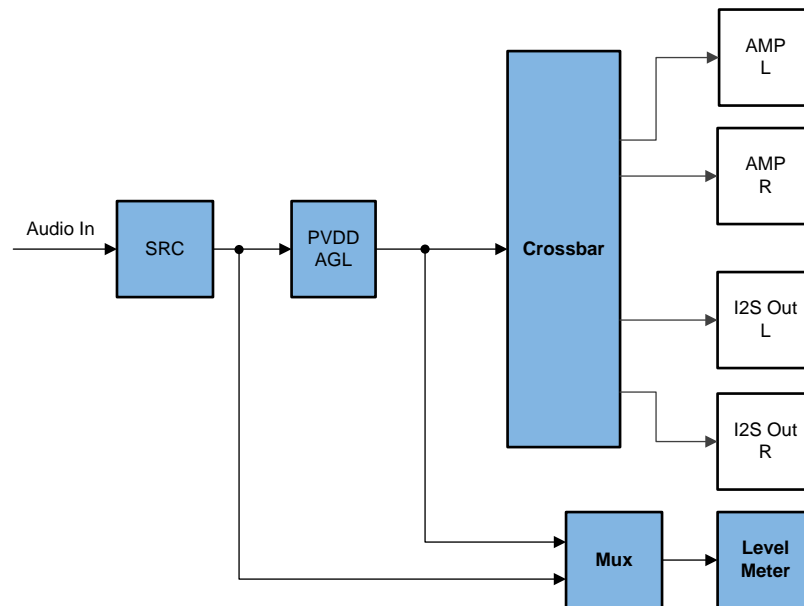 Audio In
SRC
PVDD
AGL
Crossbar
AMP
L
AMP
R
I2S Out
L
I2S Out
R
Mux
Level
Meter